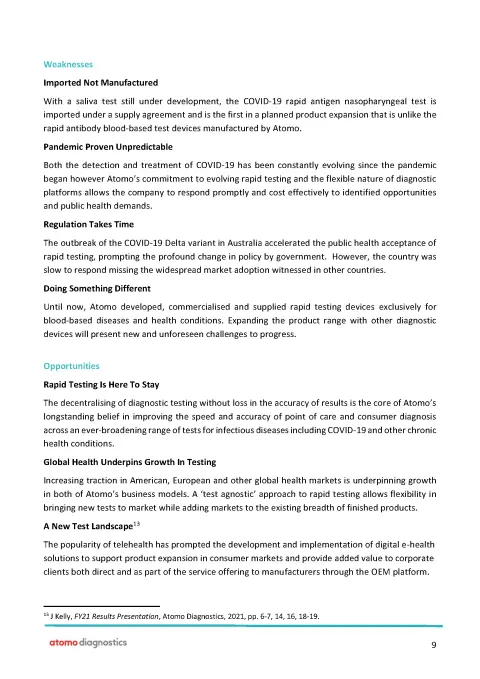 Weaknesses
Imported Not Manufactured
With a saliva test still under development, the COVID-19 rapid antigen nasopharyngeal test is
imported under a supply agreement and is the first in a planned product expansion that is unlike the
rapid antibody blood-based test devices manufactured by Atomo.
Pandemic Proven Unpredictable
Both the detection and treatment of COVID-19 has been constantly evolving since the pandemic
began however Atomo's commitment to evolving rapid testing and the flexible nature of diagnostic
platforms allows the company to respond promptly and cost effectively to identified opportunities
and public health demands.
Regulation Takes Time
The outbreak of the COVID-19 Delta variant in Australia accelerated the public health acceptance of
rapid testing, prompting the profound change in policy by government. However, the country was
slow to respond missing the widespread market adoption witnessed in other countries.
Doing Something Different
Until now, Atomo developed, commercialised and supplied rapid testing devices exclusively for
blood-based diseases and health conditions. Expanding the product range with other diagnostic
devices will present new and unforeseen challenges to progress.
Opportunities
Rapid Testing Is Here To Stay
The decentralising of diagnostic testing without loss in the accuracy of results is the core of Atomo's
longstanding belief in improving the speed and accuracy of point of care and consumer diagnosis
across an ever-broadening range of tests for infectious diseases including COVID-19 and other chronic
health conditions.
Global Health Underpins Growth In Testing
Increasing traction in American, European and other global health markets is underpinning growth
in both of Atomo's business models. A 'test agnostic' approach to rapid testing allows flexibility in
bringing new tests to market while adding markets to the existing breadth of finished products.
A New Test Landscape13
The popularity of telehealth has prompted the development and implementation of digital e-health
solutions to support product expansion in consumer markets and provide added value to corporate
clients both direct and as part of the service offering to manufacturers through the OEM platform.
13 J Kelly, FY21 Results Presentation, Atomo Diagnostics, 2021, pp. 6-7, 14, 16, 18-19.
atomo diagnostics
9